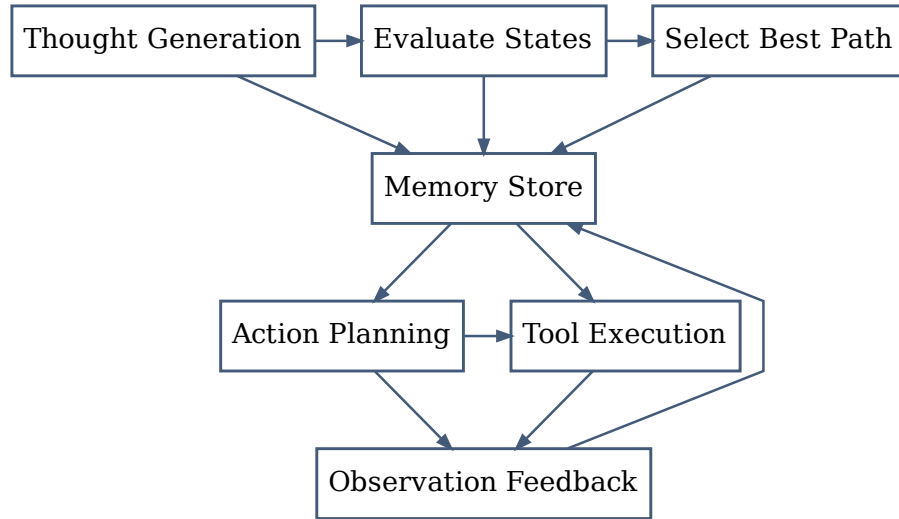 Thought Generation
Evaluate States
Select Best Path
Memory Store
Action Planning
Tool Execution
Observation Feedback